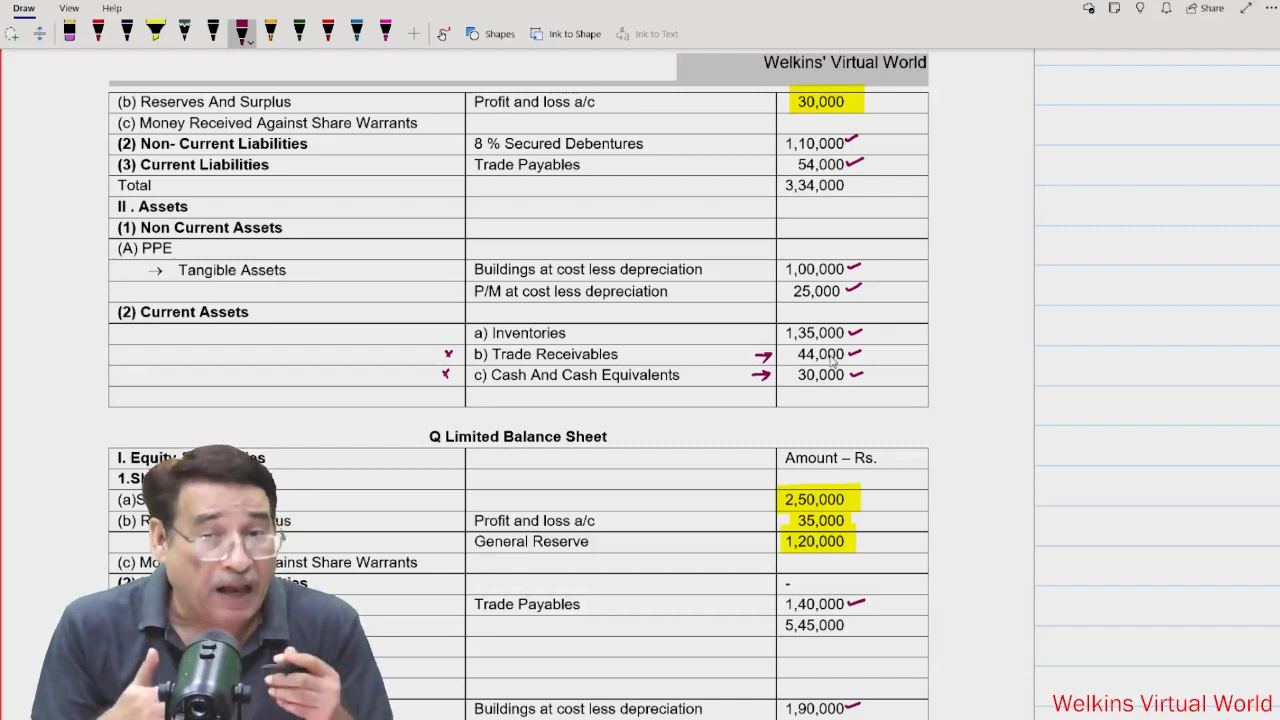 Draw View Help
Share
Shapes Ink to Shape Ink to Text
Welkins' Virtual World
(b) Reserves And Surplus Profit and loss a/c 30,000
(c) Money Received Against Share Warrants
(2) Non- Current Liabilities 8 % Secured Debentures 1,10,000
(3) Current Liabilities Trade Payables 54,000
Total 3,34,000
II . Assets
(1) Non Current Assets
(A) PPE
→ Tangible Assets Buildings at cost less depreciation 1,00,000
P/M at cost less depreciation 25,000
(2) Current Assets
a) Inventories 1,35,000
b) Trade Receivables 44,000
c) Cash And Cash Equivalents 30,000
Q Limited Balance Sheet
I. Equity Amount – Rs.
(b) Profit and loss a/c 35,000
(a) 2,50,000
General Reserve 1,20,000
(c) Share Warrants
-
Trade Payables 1,40,000
5,45,000
Buildings at cost less depreciation 1,90,000
Welkins Virtual World